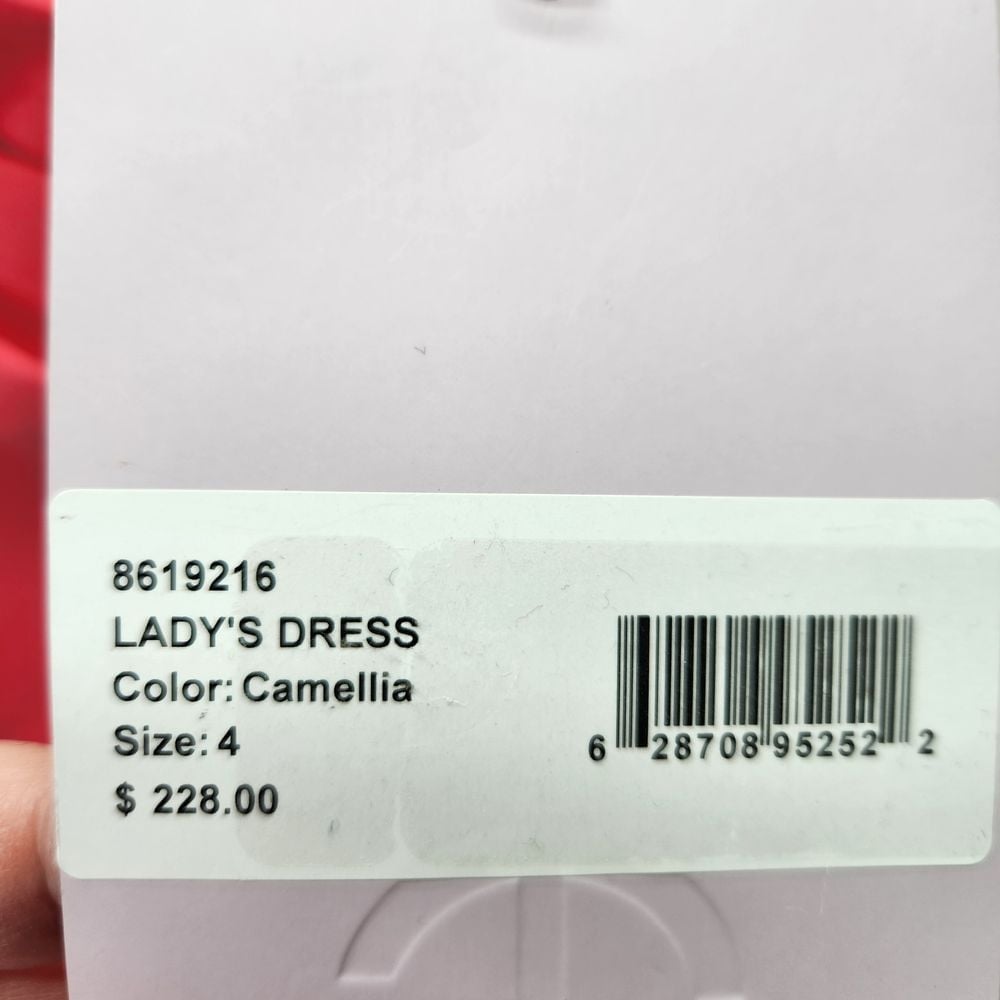 8619216
LADY'S DRESS
Color: Camellia
Size: 4
$ 228.00
6 28708 95252 2